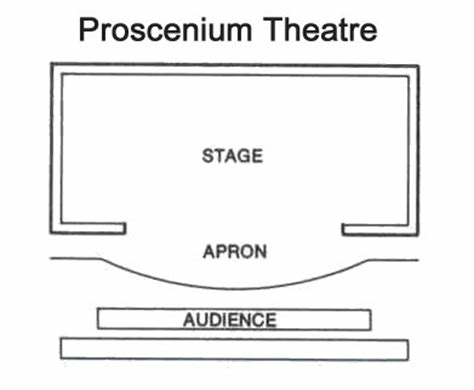 Proscenium Theatre
STAGE
APRON
AUDIENCE